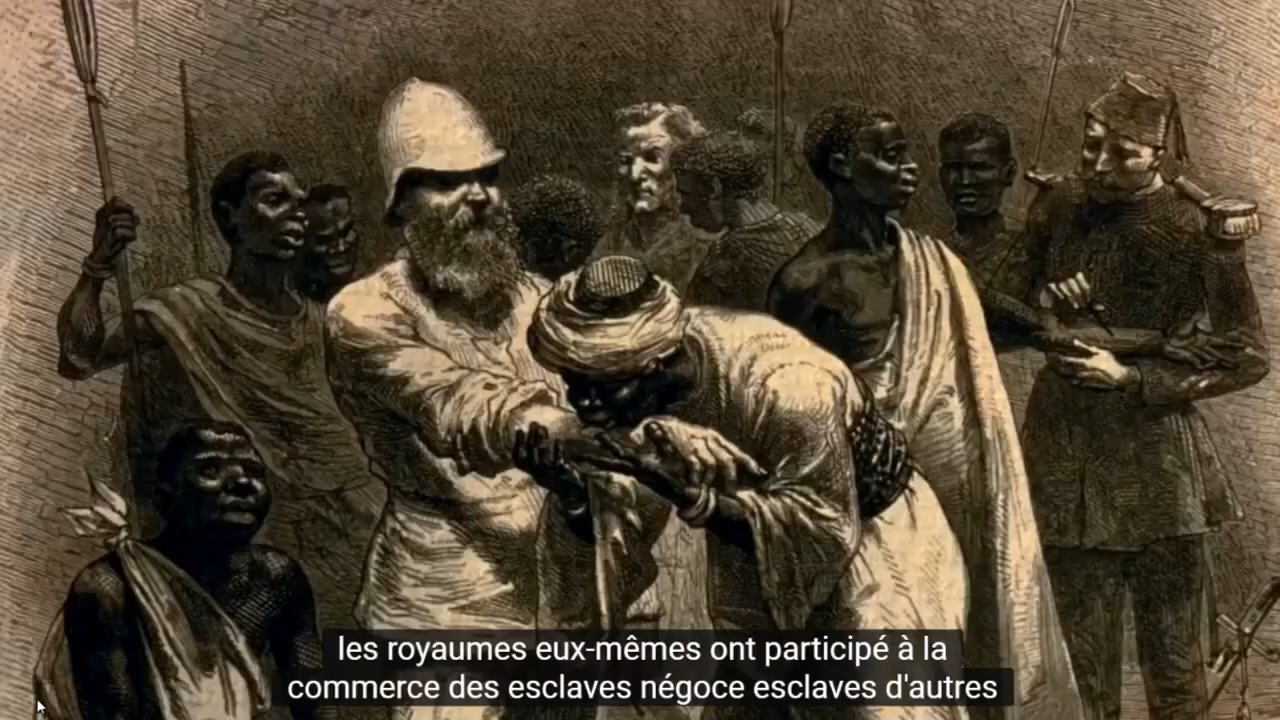 les royaumes eux-mêmes ont participé à la
commerce des esclaves négoce esclaves d'autres